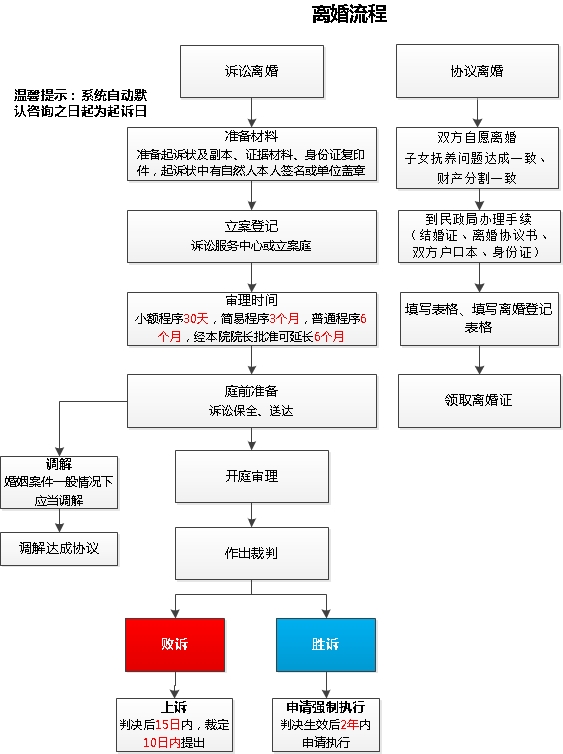 离婚流程
温馨提示：系统自动默
认咨询之日起为起诉日
诉讼离婚
准备材料
准备起诉状及副本、证据材料、身份证复印
件，起诉状中有自然人本人签名或单位盖章
立案登记
诉讼服务中心或立案庭
审理时间
小额程序30天，简易程序3个月，普通程序6
个月，经本院院长批准可延长6个月
庭前准备
诉讼保全、送达
调解
婚姻案件一般情况下
应当调解
调解达成协议
开庭审理
作出裁判
败诉
胜诉
上诉
判决后15日内，裁定
10日内提出
申请强制执行
判决生效后2年内
申请执行
协议离婚
双方自愿离婚
子女抚养问题达成一致、
财产分割一致
到民政局办理手续
（结婚证、离婚协议书、
双方户口本、身份证）
填写表格、填写离婚登记
表格
领取离婚证